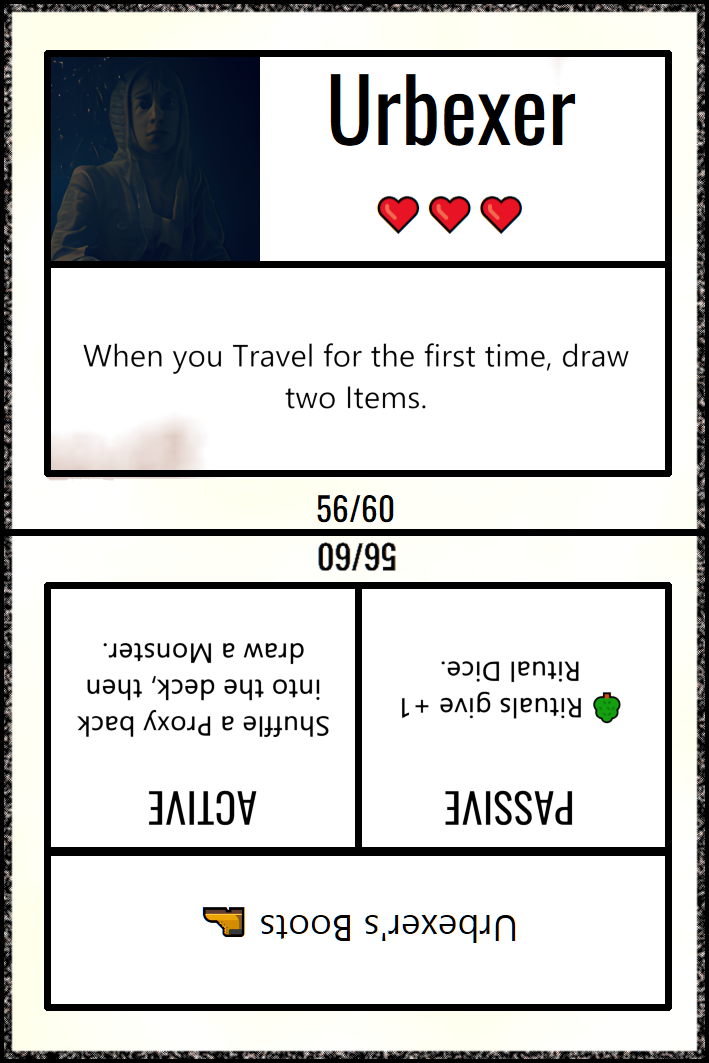 Urbexer
When you Travel for the first time, draw
two Items.
56/60
56/60
Urbexer's Boots
PASSIVE
Rituals give +1
Ritual Dice.
ACTIVE
Shuffle a Proxy back
into the deck, then
draw a Monster.